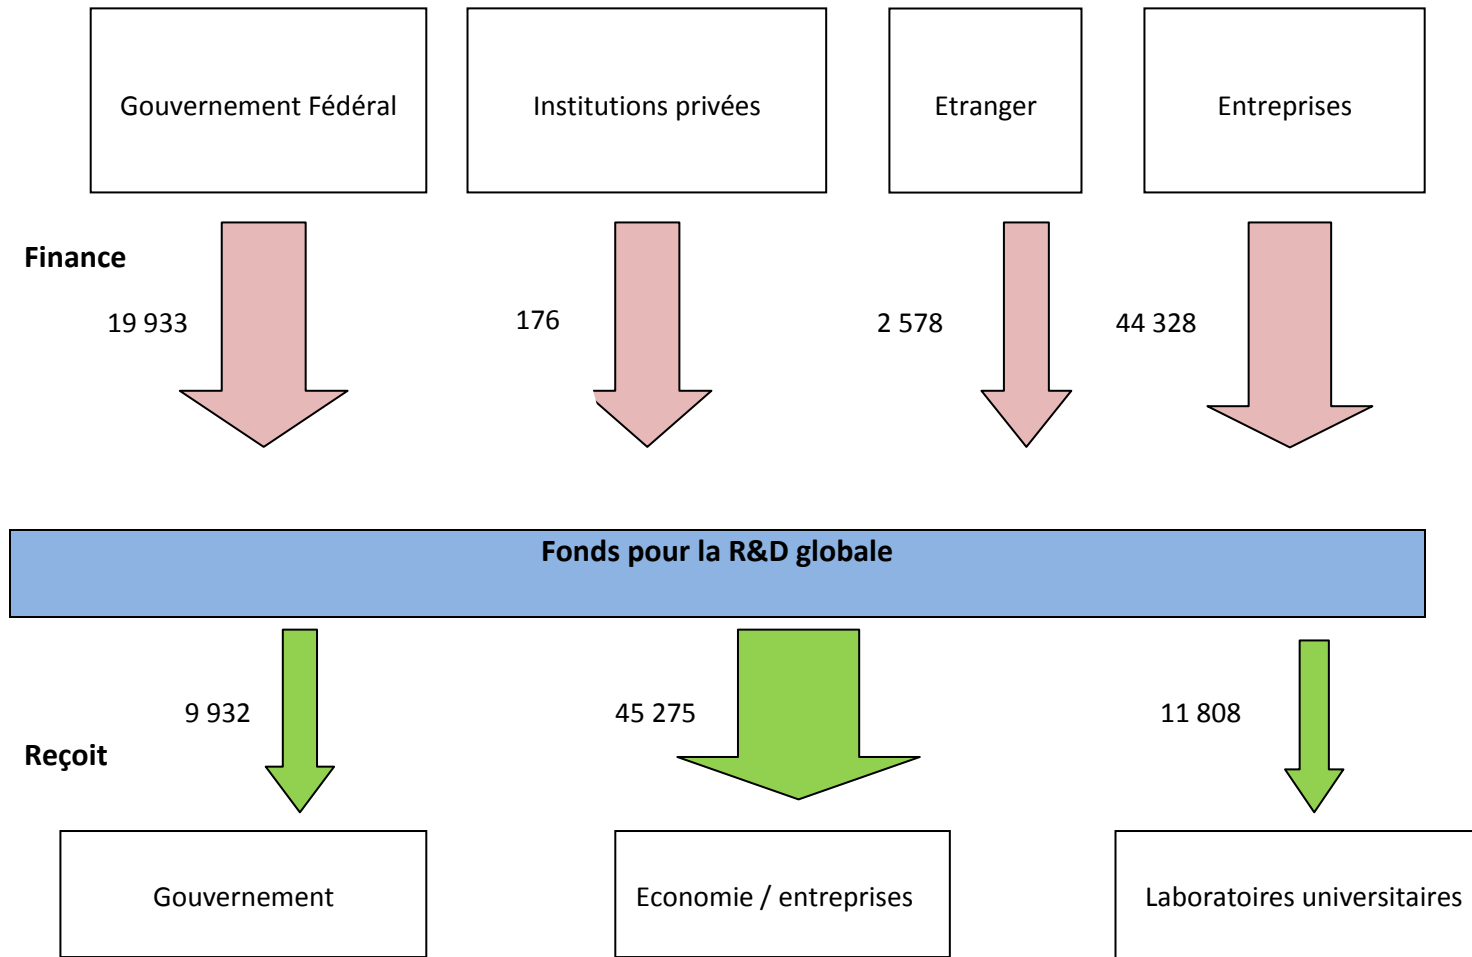 Gouvernement Fédéral
Institutions privées
Etranger
Entreprises
Finance
19 933
176
2 578
44 328
Fonds pour la R&D globale
9 932
45 275
11 808
Reçoit
Gouvernement
Economie / entreprises
Laboratoires universitaires